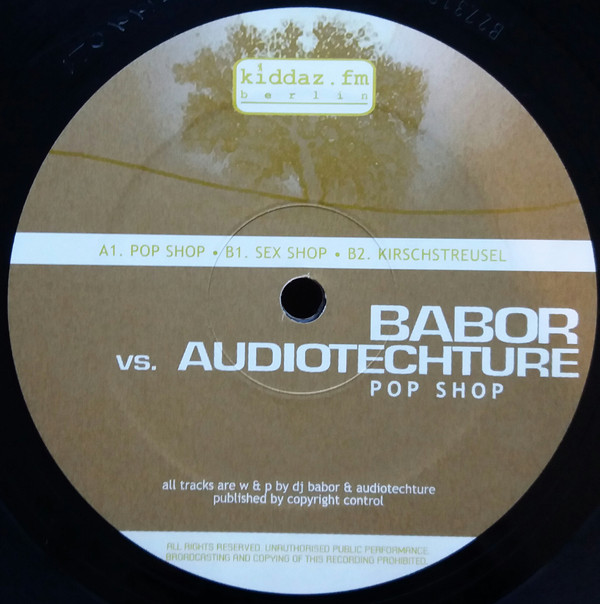 kiddaz.fm
berlin
A1. POP SHOP • B1. SEX SHOP • B2. KIRSCHSTREUSEL
BABOR
VS. AUDIOTECHTURE
POP SHOP
all tracks are w & p by dj babor & audiotechture
published by copyright control
ALL RIGHTS RESERVED. UNAUTHORISED PUBLIC PERFORMANCE.
BROADCASTING AND COPYING OF THIS RECORDING PROHIBITED.